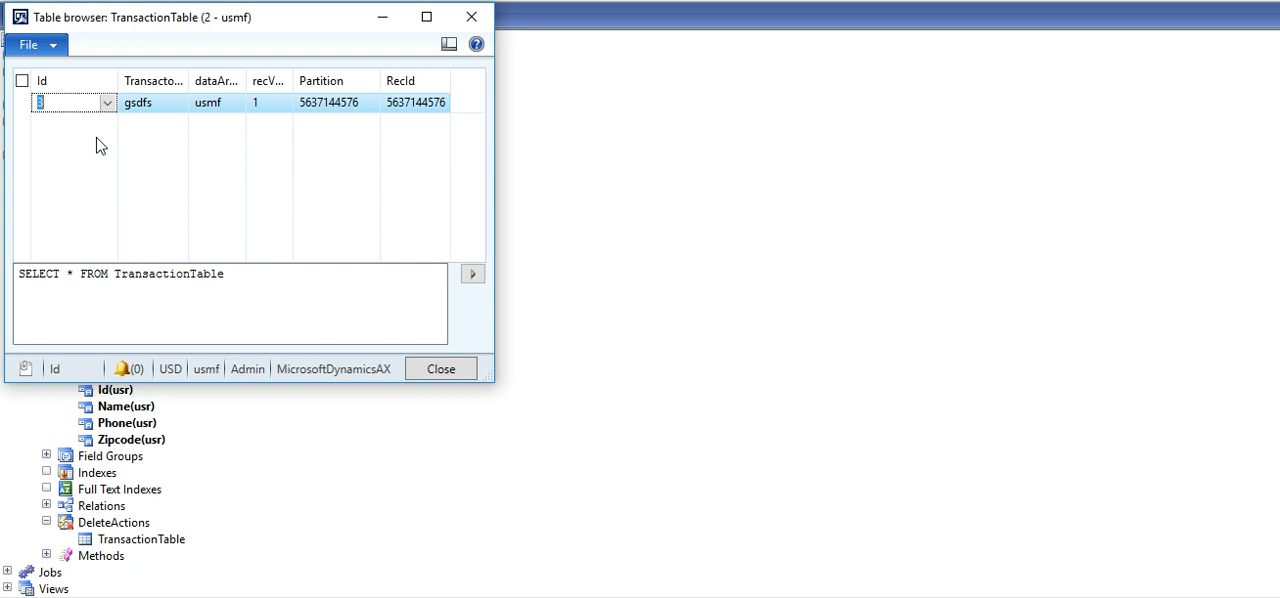 Table browser: TransactionTable (2 - usmf)
File
Id Transacto... dataAr... recV... Partition RecId
3 gsdfs usmf 1 5637144576 5637144576
SELECT * FROM TransactionTable
Id (0) USD usmf Admin MicrosoftDynamicsAX Close
Id(usr)
Name(usr)
Phone(usr)
Zipcode(usr)
Field Groups
Indexes
Full Text Indexes
Relations
DeleteActions
TransactionTable
Methods
Jobs
Views